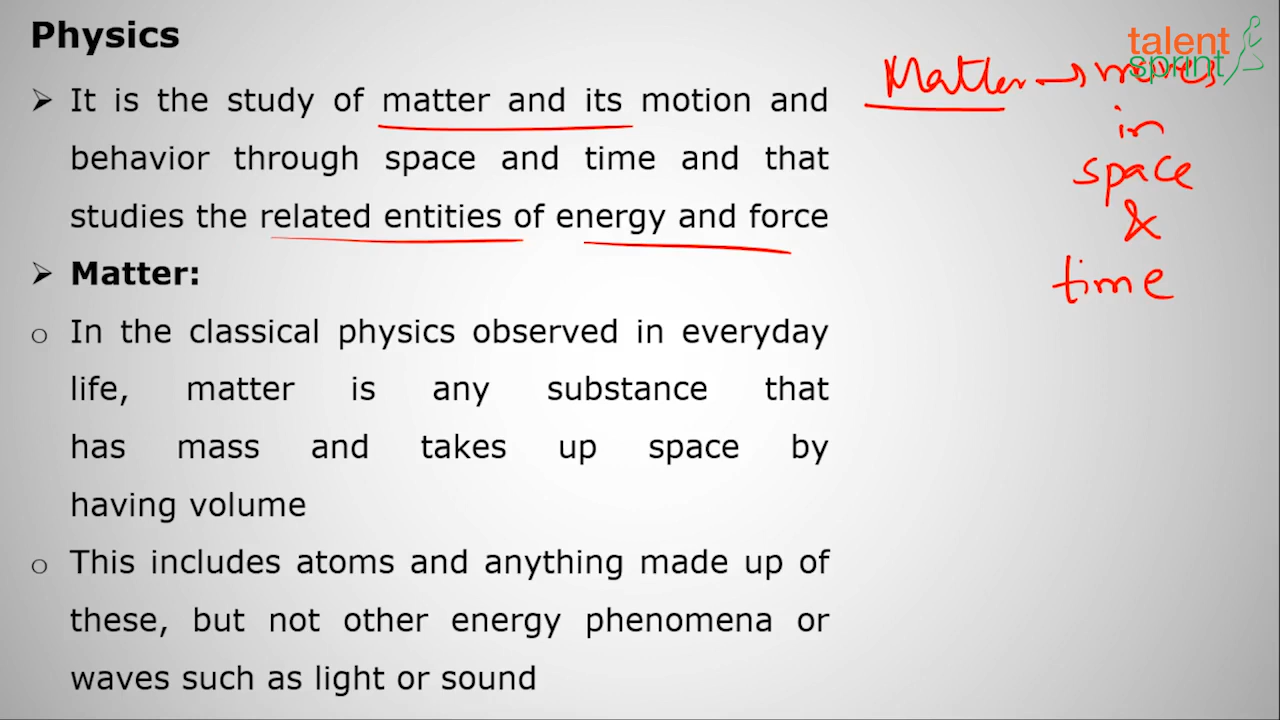 Physics
➤ It is the study of matter and its motion and
behavior through space and time and that
studies the related entities of energy and force
➤ Matter:
o In the classical physics observed in everyday
life, matter is any substance that
has mass and takes up space by
having volume
o This includes atoms and anything made up of
these, but not other energy phenomena or
waves such as light or sound
talent
sprint
Matter → moves
in
space
&
time